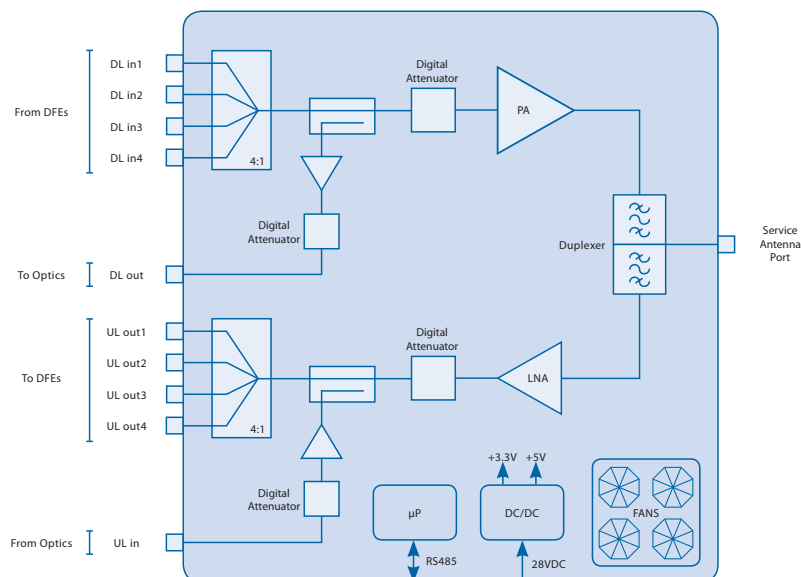 Digital
Attenuator
DL in1
DL in2
From DFEs
DL in3
DL in4
4:1
PA
Digital
Attenuator
Duplexer
Service
Antenna
Port
To Optics
DL out
UL out1
UL out2
To DFEs
UL out3
UL out4
4:1
Digital
Attenuator
LNA
Digital
Attenuator
+3.3V
+5V
µP
DC/DC
FANS
From Optics
UL in
RS485
28VDC